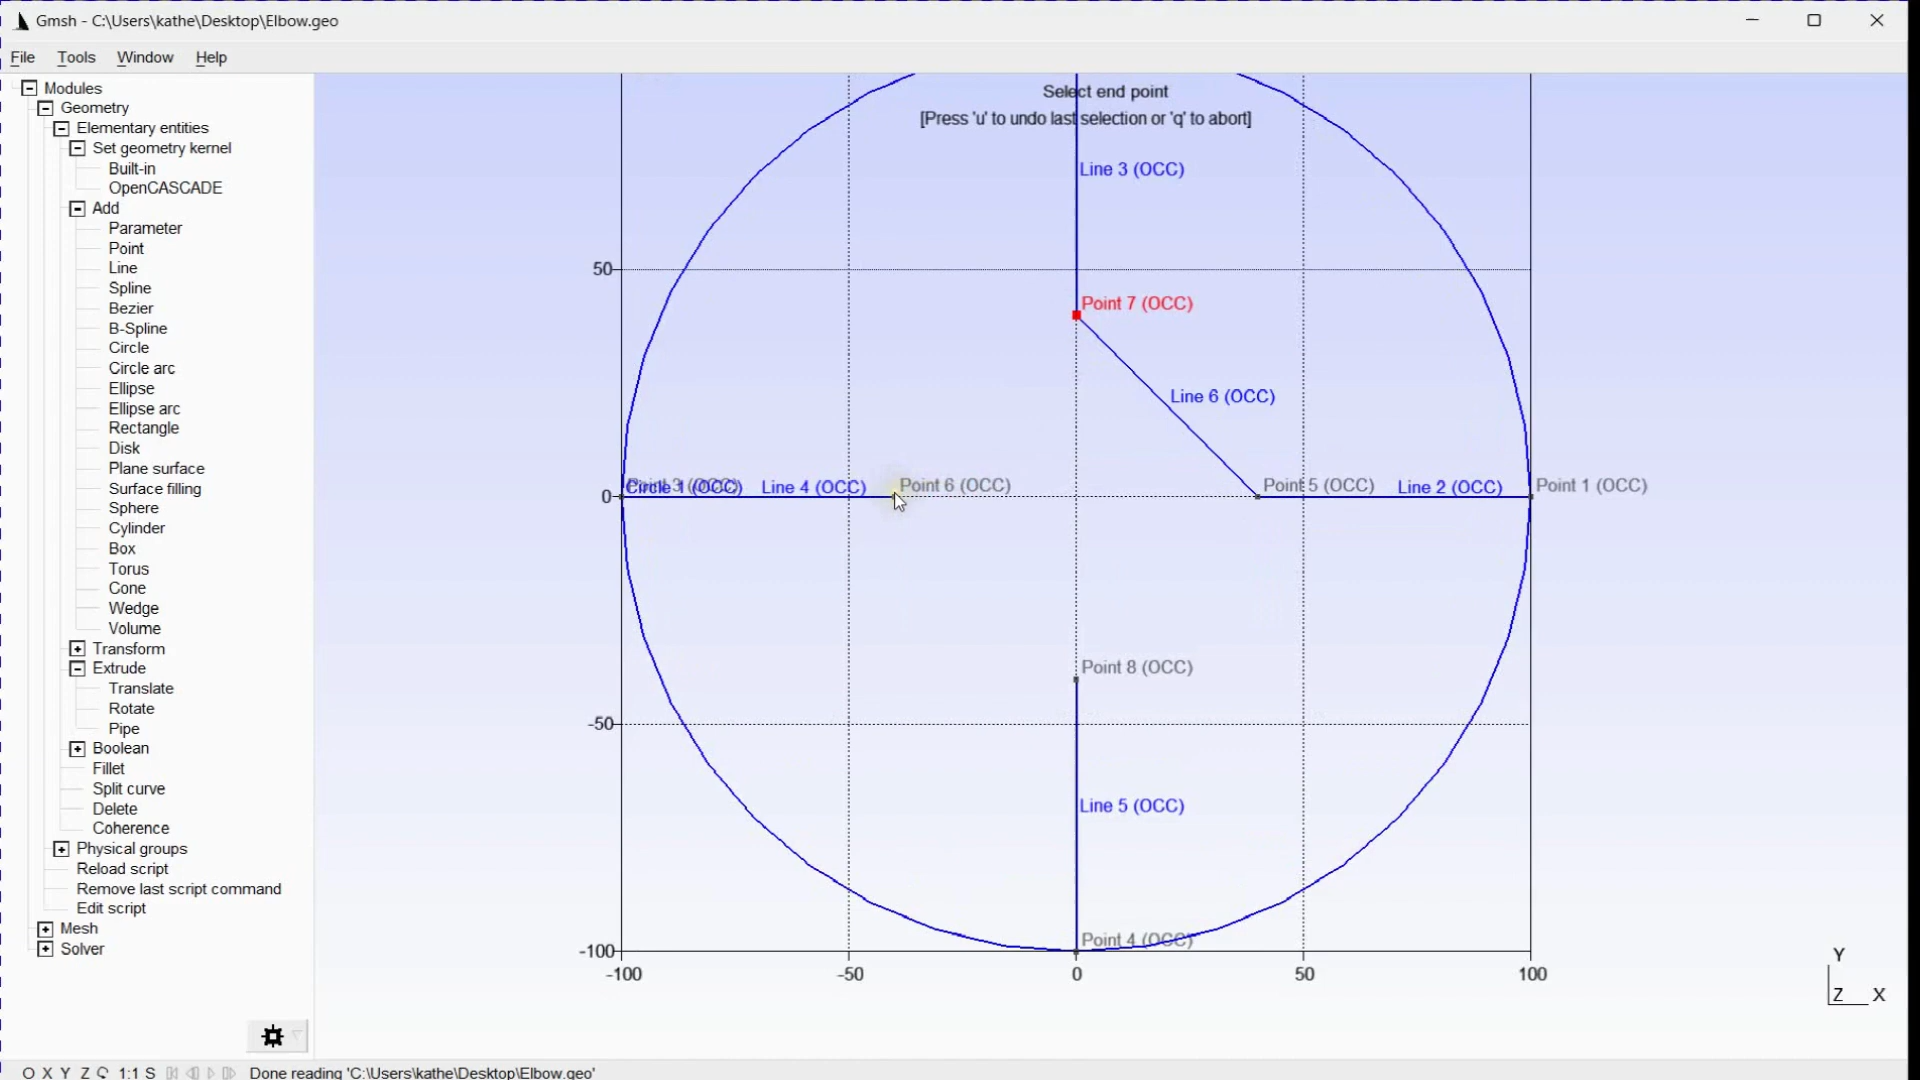 Gmsh - C:\Users\kathe\Desktop\Elbow.geo
File Tools Window Help
Modules
Geometry
Elementary entities
Set geometry kernel
Built-in
OpenCASCADE
Add
Parameter
Point
Line
Spline
Bezier
B-Spline
Circle
Circle arc
Ellipse
Ellipse arc
Rectangle
Disk
Plane surface
Surface filling
Sphere
Cylinder
Box
Torus
Cone
Wedge
Volume
Transform
Extrude
Translate
Rotate
Pipe
Boolean
Fillet
Split curve
Delete
Coherence
Physical groups
Reload script
Remove last script command
Edit script
Mesh
Solver
Select end point
[Press 'u' to undo last selection or 'q' to abort]
Line 3 (OCC)
50
Point 7 (OCC)
Line 6 (OCC)
0 Point 3 (OCC) Circle 1 (OCC) Line 4 (OCC) Point 6 (OCC) Point 5 (OCC) Line 2 (OCC) Point 1 (OCC)
Point 8 (OCC)
-50
Line 5 (OCC)
Point 4 (OCC)
-100
-100 -50 0 50 100
Y
Z X
O X Y Z 1:1 S Done reading 'C:\Users\kathe\Desktop\Elbow.geo'